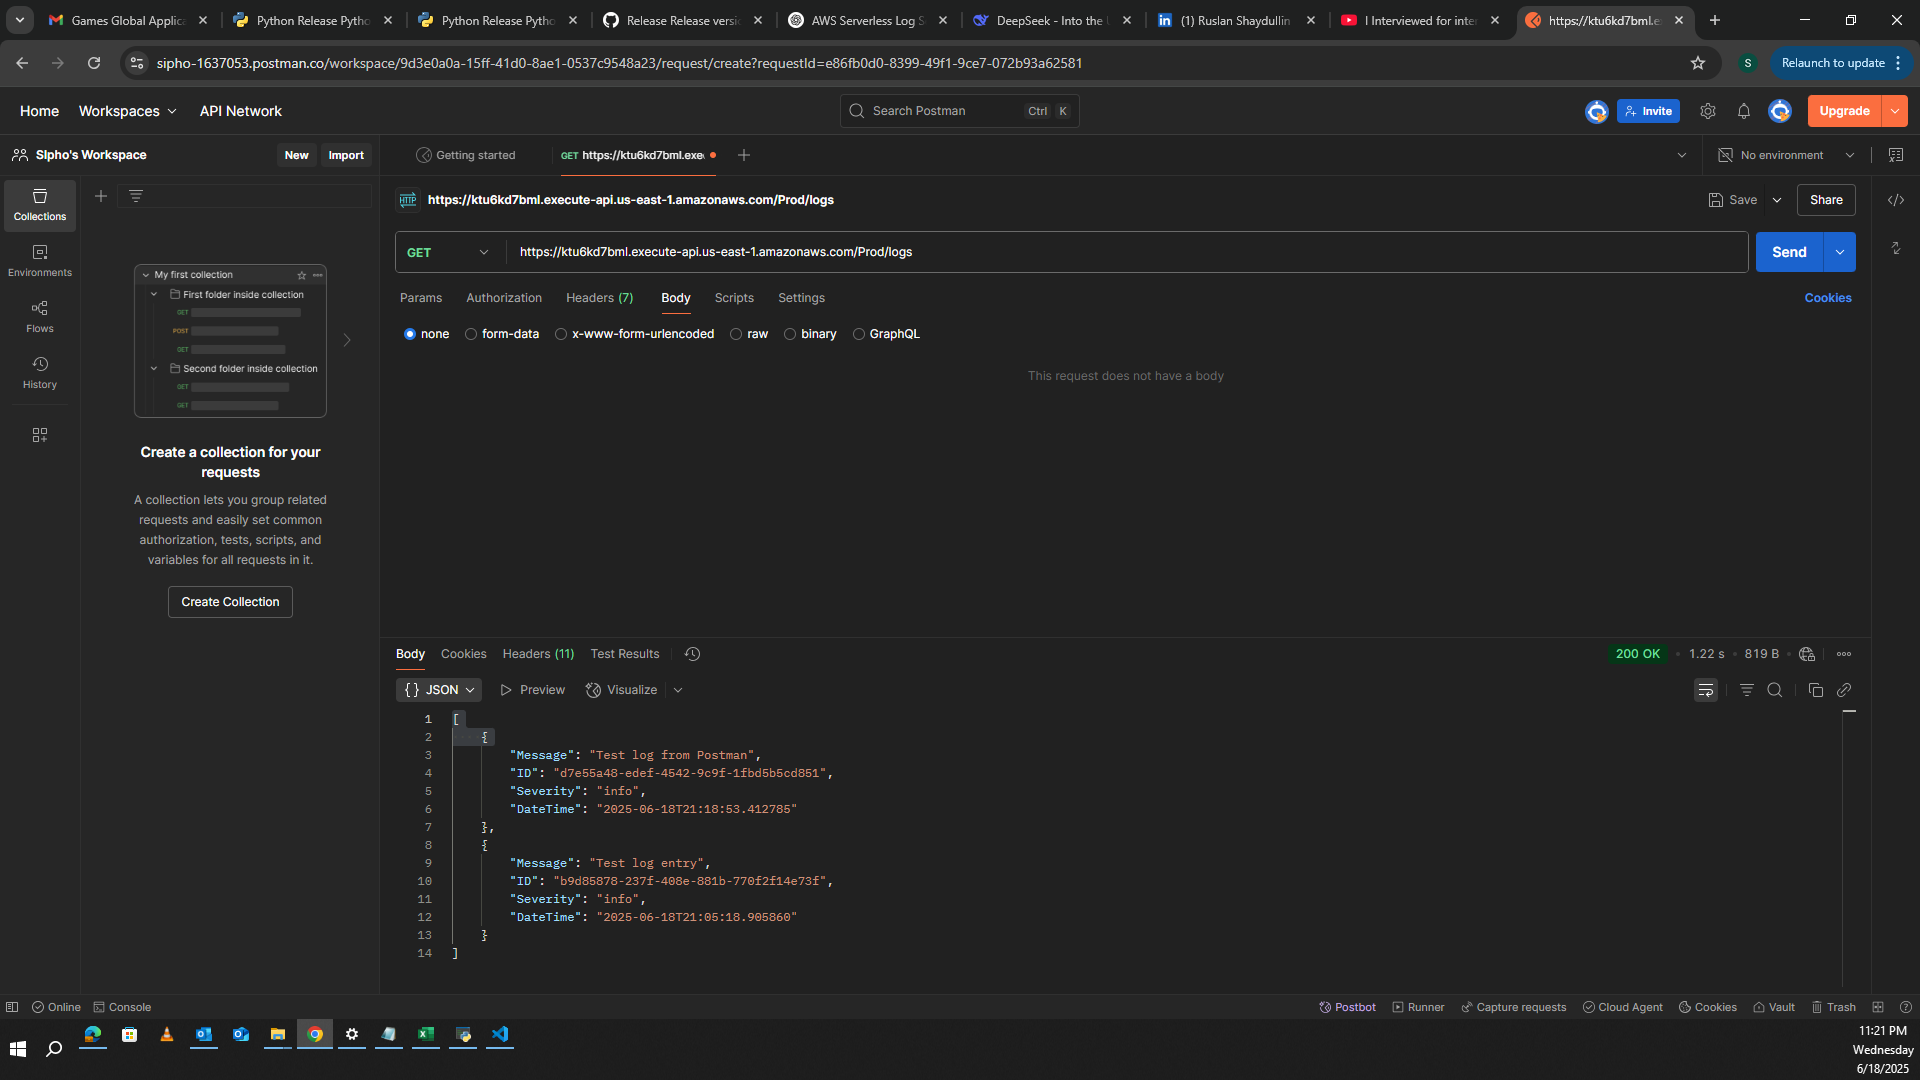 Games Global Applica
Python Release Pytho
Python Release Pytho
Release Release versi
AWS Serverless Log S
DeepSeek - Into the U
(1) Ruslan Shaydullin
I Interviewed for inter
https://ktu6kd7bml.e
sipho-1637053.postman.co/workspace/9d3e0a0a-15ff-41d0-8ae1-0537c9548a23/request/create?requestId=e86fb0d0-8399-49f1-9ce7-072b93a62581
S
Relaunch to update
Home
Workspaces
API Network
Search Postman
Ctrl
K
Invite
Upgrade
SIpho's Workspace
New
Import
Getting started
GET https://ktu6kd7bml.exe
No environment
Collections
Environments
Flows
History
My first collection
First folder inside collection
GET
POST
GET
Second folder inside collection
GET
GET
Create a collection for your
requests
A collection lets you group related
requests and easily set common
authorization, tests, scripts, and
variables for all requests in it.
Create Collection
HTTP
https://ktu6kd7bml.execute-api.us-east-1.amazonaws.com/Prod/logs
Save
Share
GET
https://ktu6kd7bml.execute-api.us-east-1.amazonaws.com/Prod/logs
Send
Params
Authorization
Headers (7)
Body
Scripts
Settings
Cookies
none
form-data
x-www-form-urlencoded
raw
binary
GraphQL
This request does not have a body
Body
Cookies
Headers (11)
Test Results
200 OK
1.22 s
819 B
{} JSON
Preview
Visualize
1 [
2 {
3 "Message": "Test log from Postman",
4 "ID": "d7e55a48-edef-4542-9c9f-1fbd5b5cd851",
5 "Severity": "info",
6 "DateTime": "2025-06-18T21:18:53.412785"
7 },
8 {
9 "Message": "Test log entry",
10 "ID": "b9d85878-237f-408e-881b-770f2f14e73f",
11 "Severity": "info",
12 "DateTime": "2025-06-18T21:05:18.905860"
13 }
14 ]
Online
Console
Postbot
Runner
Capture requests
Cloud Agent
Cookies
Vault
Trash
11:21 PM
Wednesday
6/18/2025